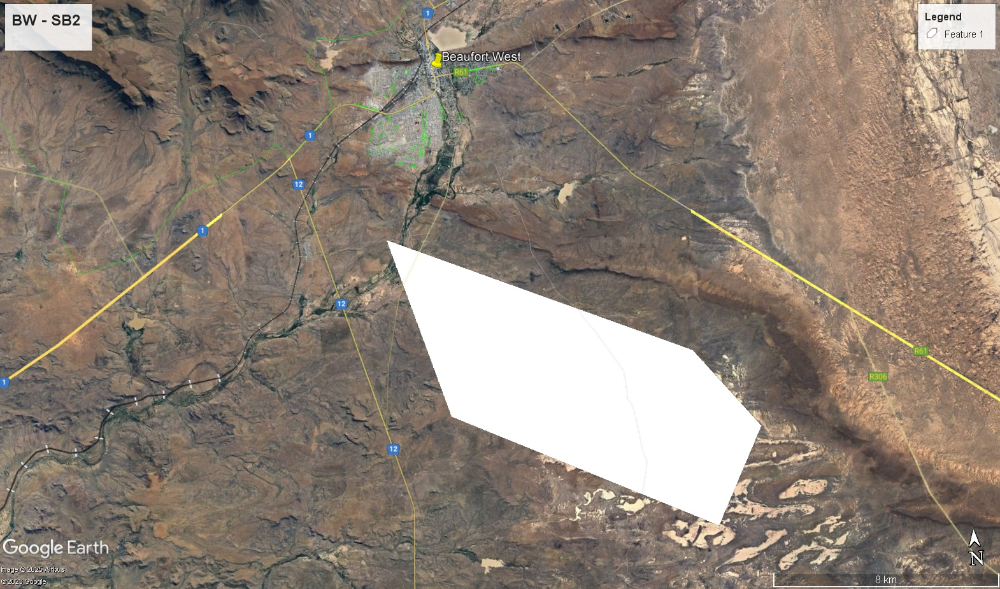 BW - SB2
1
Legend
Feature 1
Beaufort West
R61
1
12
1
12
R61
R306
1
12
Google Earth
mage © 2025 Airbus
© 2023 Google
N
8 km